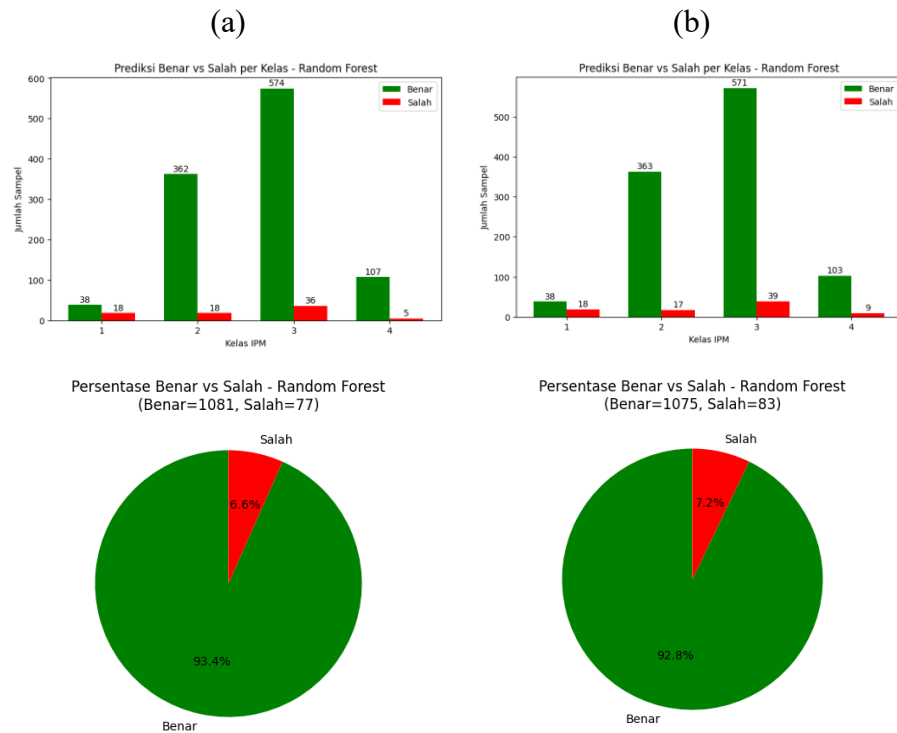 (a)
Prediksi Benar vs Salah per Kelas - Random Forest
600
500
400
300
200
100
0
Jumlah Sampel
Benar
Salah
38
18
362
18
574
36
107
5
1
2
3
4
Kelas IPM
Persentase Benar vs Salah - Random Forest
(Benar=1081, Salah=77)
Salah
6.6%
93.4%
Benar
(b)
Prediksi Benar vs Salah per Kelas - Random Forest
500
400
300
200
100
0
Jumlah Sampel
Benar
Salah
38
18
363
17
571
39
103
9
1
2
3
4
Kelas IPM
Persentase Benar vs Salah - Random Forest
(Benar=1075, Salah=83)
Salah
7.2%
92.8%
Benar